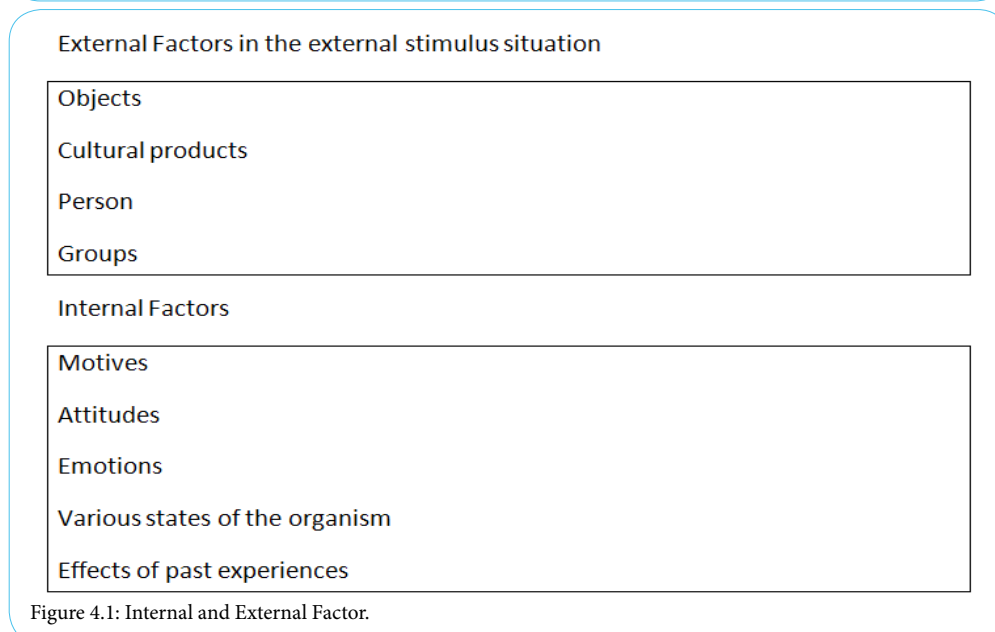 External Factors in the external stimulus situation
Objects
Cultural products
Person
Groups
Internal Factors
Motives
Attitudes
Emotions
Various states of the organism
Effects of past experiences
Figure 4.1: Internal and External Factor.